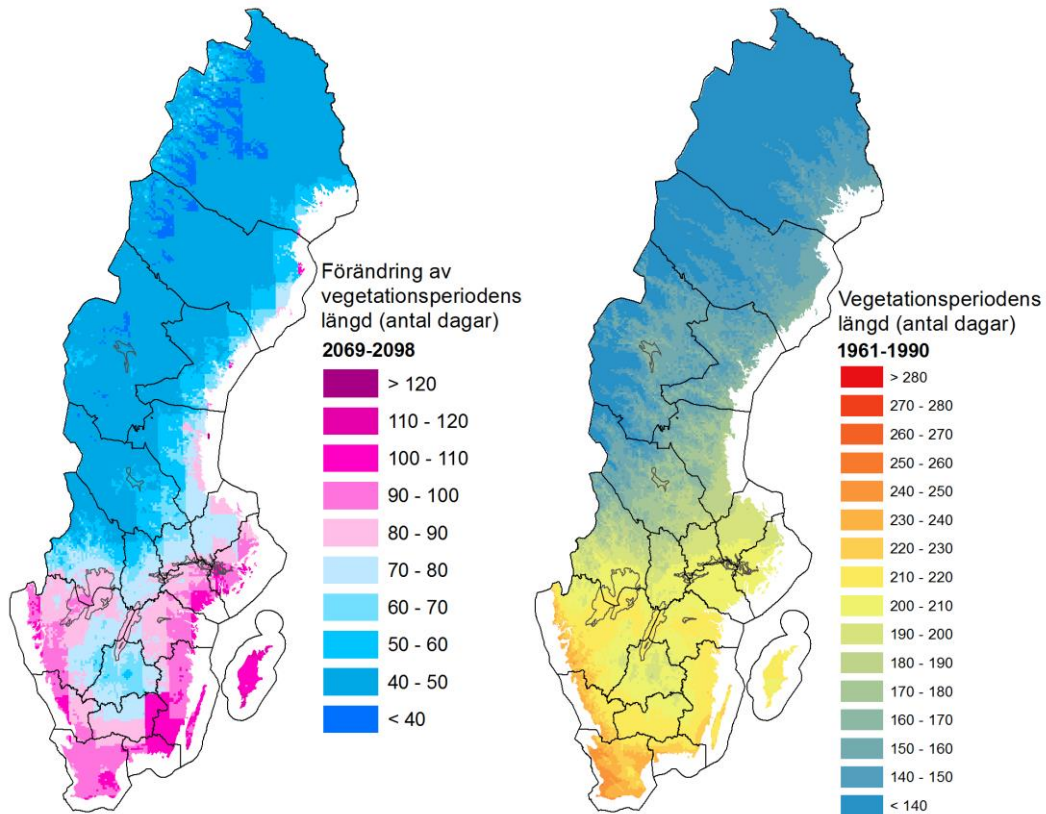 Förändring av
vegetationsperiodens
längd (antal dagar)
2069-2098
> 120
110 - 120
100 - 110
90 - 100
80 - 90
70 - 80
60 - 70
50 - 60
40 - 50
< 40
Vegetationsperiodens
längd (antal dagar)
1961-1990
> 280
270 - 280
260 - 270
250 - 260
240 - 250
230 - 240
220 - 230
210 - 220
200 - 210
190 - 200
180 - 190
170 - 180
160 - 170
150 - 160
140 - 150
< 140